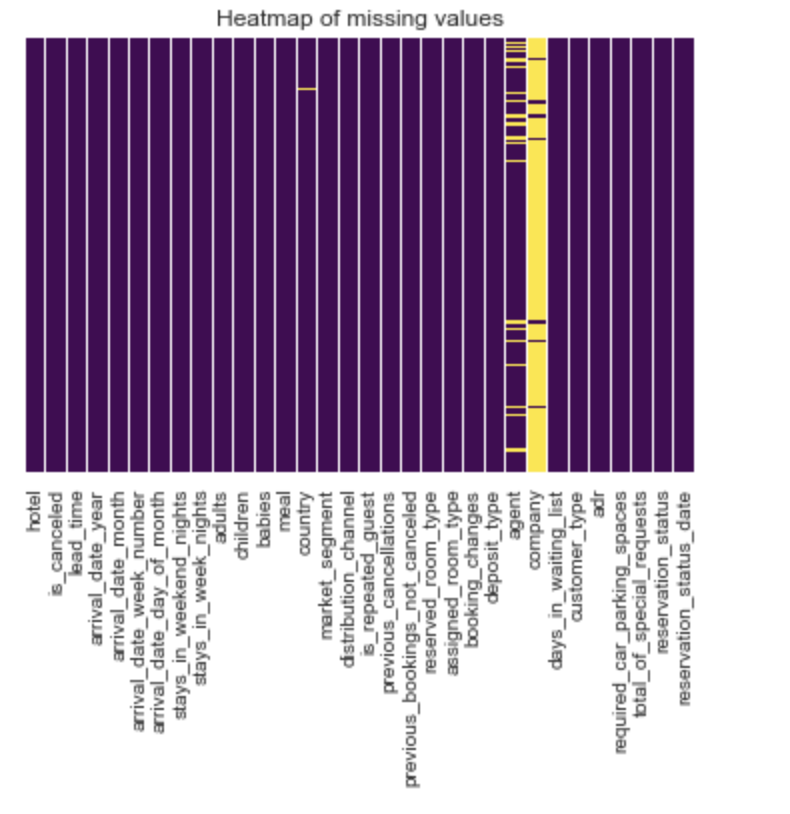 Heatmap of missing values
hotel
is_canceled
lead_time
arrival_date_year
arrival_date_month
arrival_date_week_number
arrival_date_day_of_month
stays_in_weekend_nights
stays_in_week_nights
adults
children
babies
meal
country
market_segment
distribution_channel
is_repeated_guest
previous_cancellations
previous_bookings_not_canceled
reserved_room_type
assigned_room_type
booking_changes
deposit_type
agent
company
days_in_waiting_list
customer_type
adr
required_car_parking_spaces
total_of_special_requests
reservation_status
reservation_status_date